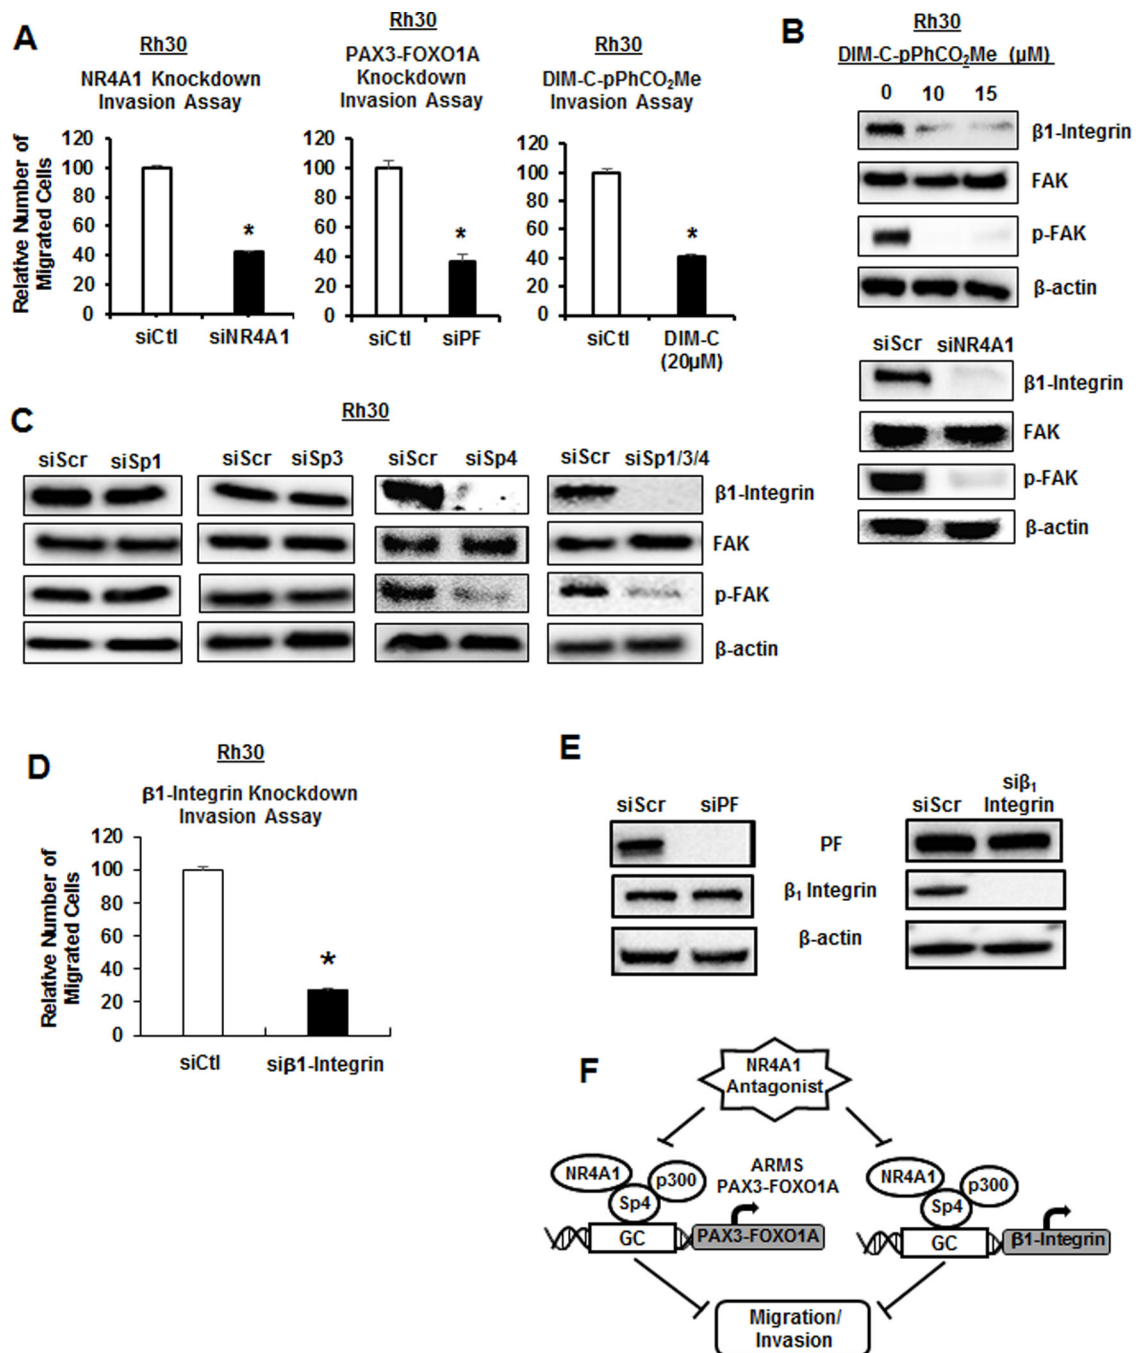 A
Rh30
NR4A1 Knockdown
Invasion Assay
Relative Number of
Migrated Cells
120
100
80
60
40
20
0
siCtl
siNR4A1
Rh30
PAX3-FOXO1A
Knockdown
Invasion Assay
120
100
80
60
40
20
0
siCtl
siPF
Rh30
DIM-C-pPhCO2Me
Invasion Assay
120
100
80
60
40
20
0
siCtl
DIM-C
(20µM)
*
*
*
B
Rh30
DIM-C-pPhCO2Me (µM)
0 10 15
β1-Integrin
FAK
p-FAK
β-actin
siScr siNR4A1
β1-Integrin
FAK
p-FAK
β-actin
C
Rh30
siScr siSp1
siScr siSp3
siScr siSp4
siScr siSp1/3/4
β1-Integrin
FAK
p-FAK
β-actin
D
Rh30
β1-Integrin Knockdown
Invasion Assay
Relative Number of
Migrated Cells
120
100
80
60
40
20
0
*
siCtl
siβ1-Integrin
E
siScr siPF
siScr siβ1
Integrin
PF
β1 Integrin
β-actin
F
NR4A1
Antagonist
NR4A1
p300
Sp4
GC
PAX3-FOXO1A
ARMS
PAX3-FOXO1A
NR4A1
p300
Sp4
GC
β1-Integrin
Migration/
Invasion